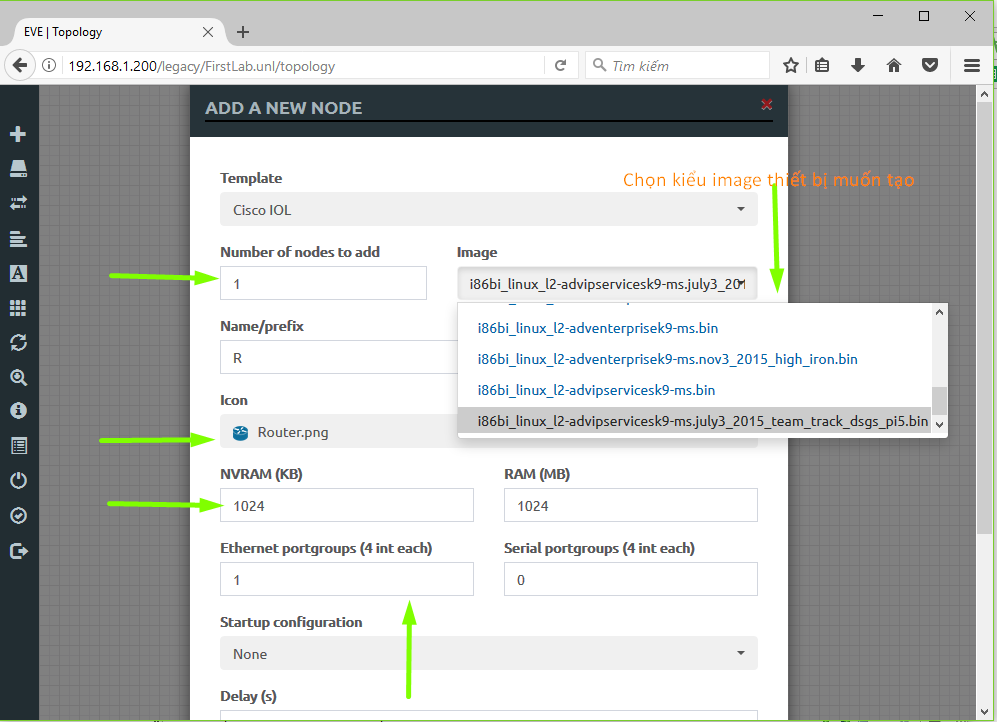 EVE | Topology
192.168.1.200/legacy/FirstLab.unl/topology
Tìm kiếm
ADD A NEW NODE
Template
Chọn kiểu image thiết bị muốn tạo
Cisco IOL
Number of nodes to add
Image
1
i86bi_linux_l2-advipservicesk9-ms.july3_201
Name/prefix
i86bi_linux_l2-adventerprisek9-ms.bin
R
i86bi_linux_l2-adventerprisek9-ms.nov3_2015_high_iron.bin
i86bi_linux_l2-advipservicesk9-ms.bin
Icon
i86bi_linux_l2-advipservicesk9-ms.july3_2015_team_track_dsgs_pi5.bin
Router.png
NVRAM (KB)
RAM (MB)
1024
1024
Ethernet portgroups (4 int each)
Serial portgroups (4 int each)
1
0
Startup configuration
None
Delay (s)